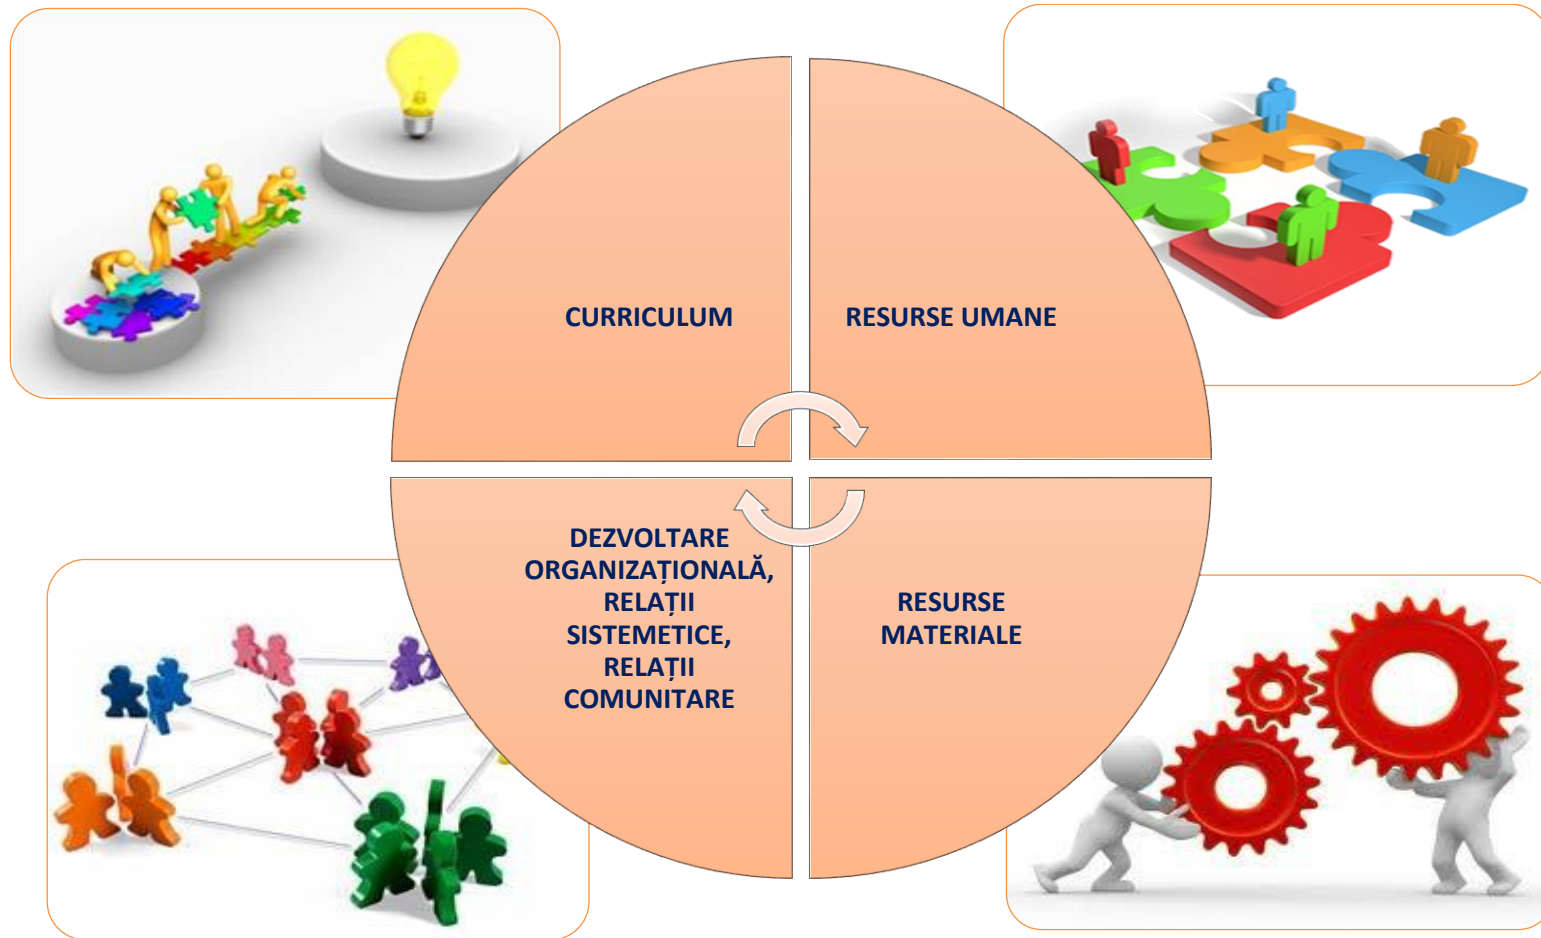 CURRICULUM
RESURSE UMANE
DEZVOLTARE
ORGANIZAȚIONALĂ,
RELAȚII
SISTEMETICE,
RELAȚII
COMUNITARE
RESURSE
MATERIALE